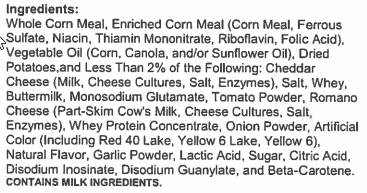 Ingredients:
Whole Corn Meal, Enriched Corn Meal (Corn Meal, Ferrous
Sulfate, Niacin, Thiamin Mononitrate, Riboflavin, Folic Acid),
Vegetable Oil (Corn, Canola, and/or Sunflower Oil), Dried
Potatoes,and Less Than 2% of the Following: Cheddar
Cheese (Milk, Cheese Cultures, Salt, Enzymes), Salt, Whey,
Buttermilk, Monosodium Glutamate, Tomato Powder, Romano
Cheese (Part-Skim Cow's Milk, Cheese Cultures, Salt,
Enzymes), Whey Protein Concentrate, Onion Powder, Artificial
Color (Including Red 40 Lake, Yellow 6 Lake, Yellow 6),
Natural Flavor, Garlic Powder, Lactic Acid, Sugar, Citric Acid,
Disodium Inosinate, Disodium Guanylate, and Beta-Carotene.
CONTAINS MILK INGREDIENTS.